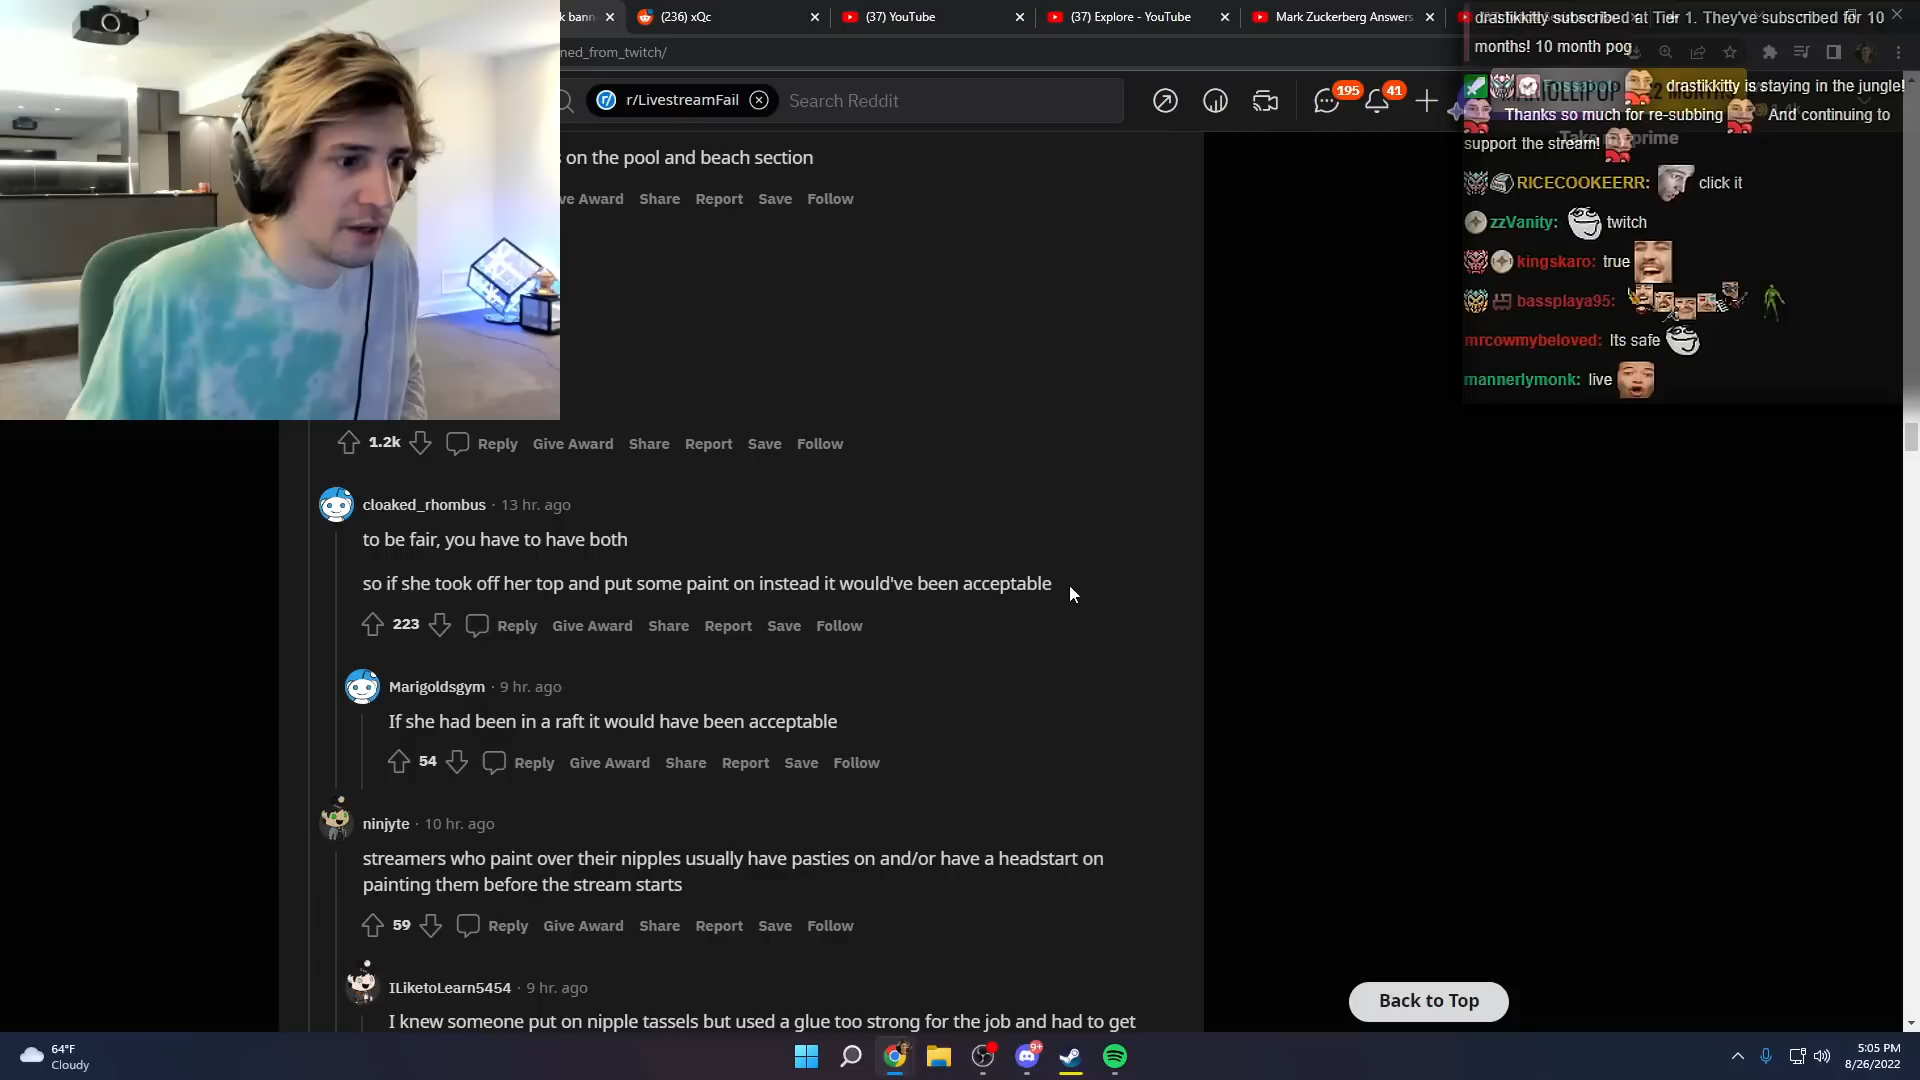 k bann
(236) xQc
(37) YouTube
(37) Explore - YouTube
Mark Zuckerberg Answers
ned_from_twitch/
r/LivestreamFail
Search Reddit
195
41
drastikkitty subscribed at Tier 1. They've subscribed for 10
months! 10 month pog
Fossabot:
drastikkitty is staying in the jungle!
Thanks so much for re-subbing
And continuing to
support the stream!
RICECOOKEERR: click it
zzVanity: twitch
kingskaro: true
bassplaya95:
mrcowmybeloved: Its safe
mannerlymonk: live
s on the pool and beach section
ve Award Share Report Save Follow
1.2k Reply Give Award Share Report Save Follow
cloaked_rhombus · 13 hr. ago
to be fair, you have to have both
so if she took off her top and put some paint on instead it would've been acceptable
223 Reply Give Award Share Report Save Follow
Marigoldsgym · 9 hr. ago
If she had been in a raft it would have been acceptable
54 Reply Give Award Share Report Save Follow
ninjyte · 10 hr. ago
streamers who paint over their nipples usually have pasties on and/or have a headstart on
painting them before the stream starts
59 Reply Give Award Share Report Save Follow
ILiketoLearn5454 · 9 hr. ago
I knew someone put on nipple tassels but used a glue too strong for the job and had to get
Back to Top
64°F
Cloudy
9+
5:05 PM
8/26/2022